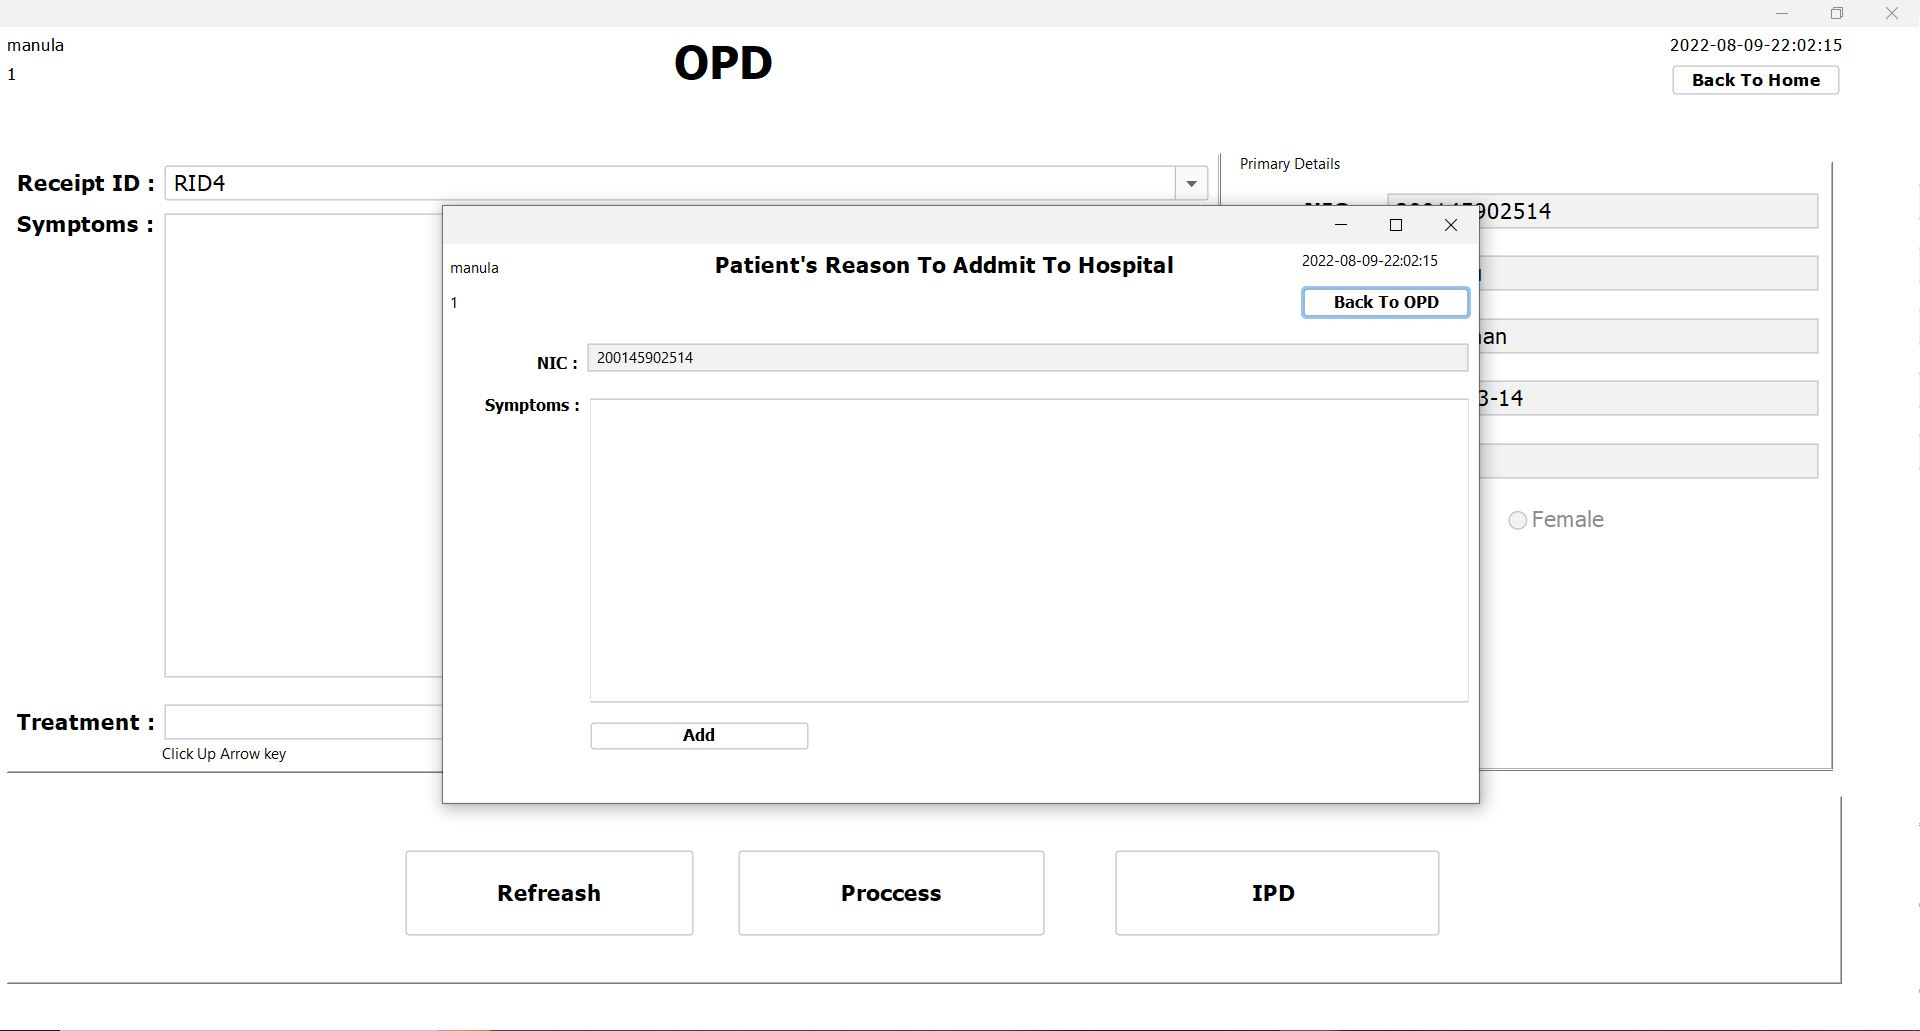 manula
OPD
2022-08-09-22:02:15
1
Back To Home
Receipt ID :
RID4
Primary Details
Symptoms :
manula
Patient's Reason To Addmit To Hospital
2022-08-09-22:02:15
1
Back To OPD
NIC :
200145902514
Symptoms :
Add
902514
3-14
Female
Treatment :
Click Up Arrow key
Refreash
Proccess
IPD